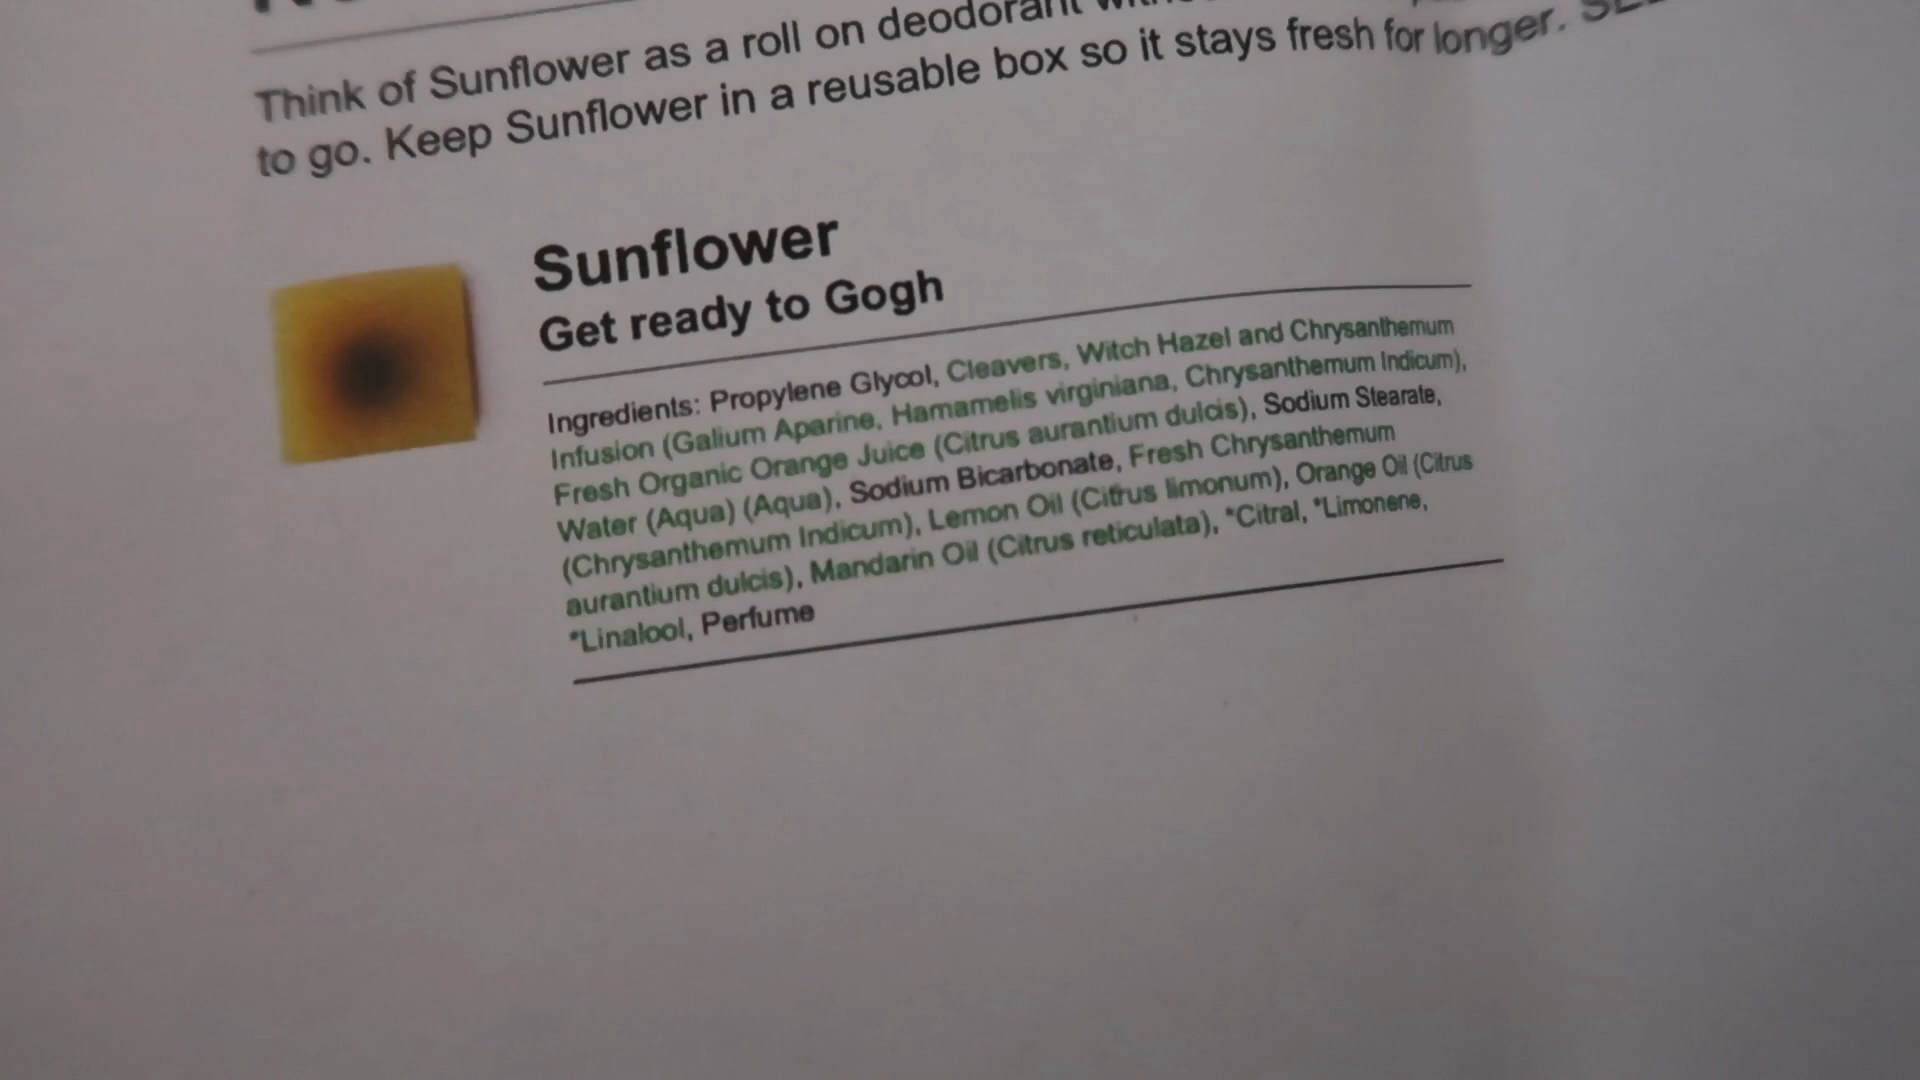 Think of Sunflower as a roll on deodorant
to go. Keep Sunflower in a reusable box so it stays fresh for longer.
Sunflower
Get ready to Gogh
Ingredients: Propylene Glycol, Cleavers, Witch Hazel and Chrysanthemum
Infusion (Galium Aparine, Hamamelis virginiana, Chrysanthemum Indicum),
Fresh Organic Orange Juice (Citrus aurantium dulcis), Sodium Stearate,
Water (Aqua) (Aqua), Sodium Bicarbonate, Fresh Chrysanthemum
(Chrysanthemum Indicum), Lemon Oil (Citrus limonum), Orange Oil (Citrus
aurantium dulcis), Mandarin Oil (Citrus reticulata), *Citral, *Limonene,
*Linalool, Perfume